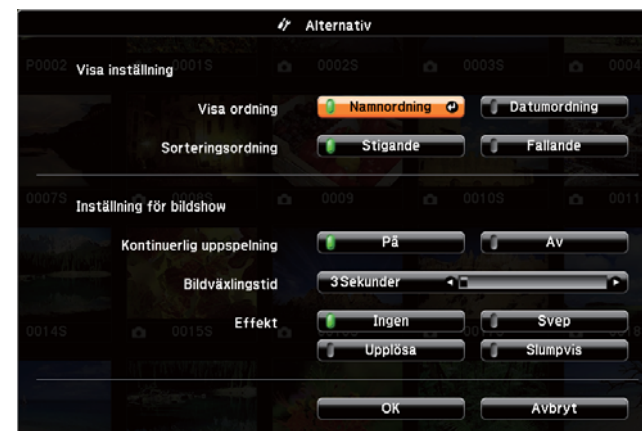 Alternativ
P0002 0001S 0002S 0003S 0004
Visa inställning
Visa ordning Namnordning Datumordning
Sorteringsordning Stigande Fallande
0007S 0009 0010S 0011
Inställning för bildshow
Kontinuerlig uppspelning På Av
Bildväxlingstid 3Sekunder
Effekt Ingen Svep
0014S 0015S
Upplösa Slumpvis
OK Avbryt